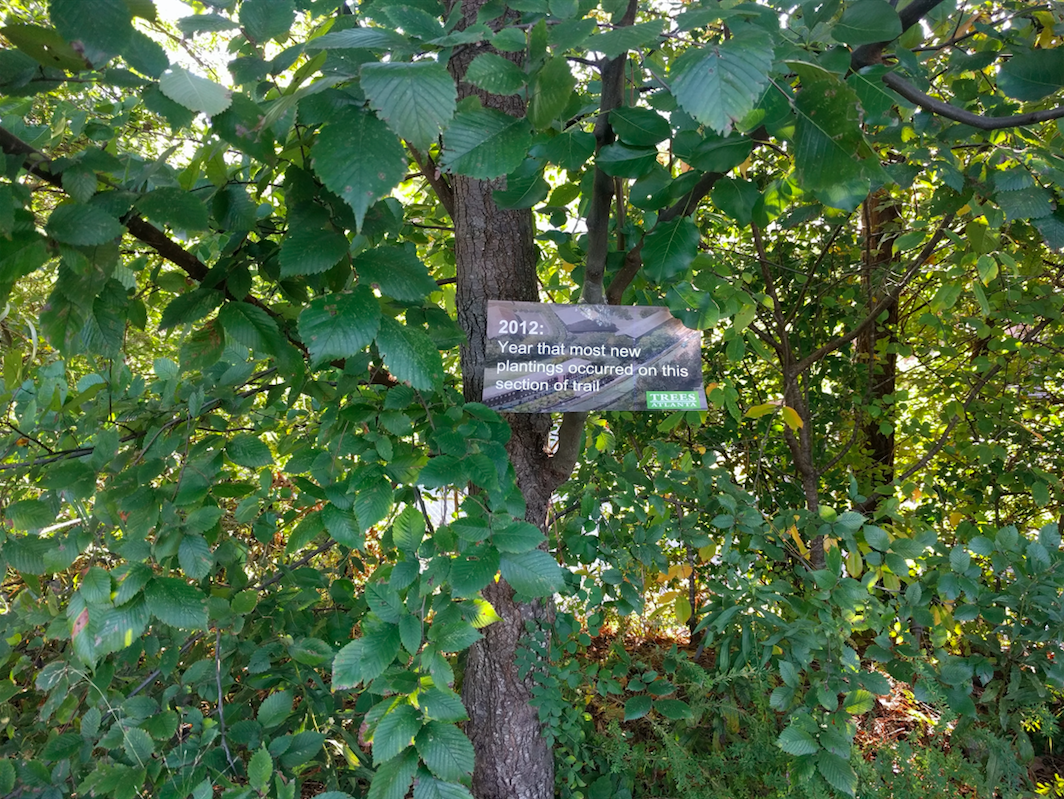 2012:
Year that most new
plantings occurred on this
section of trail
TREES
ATLANTA